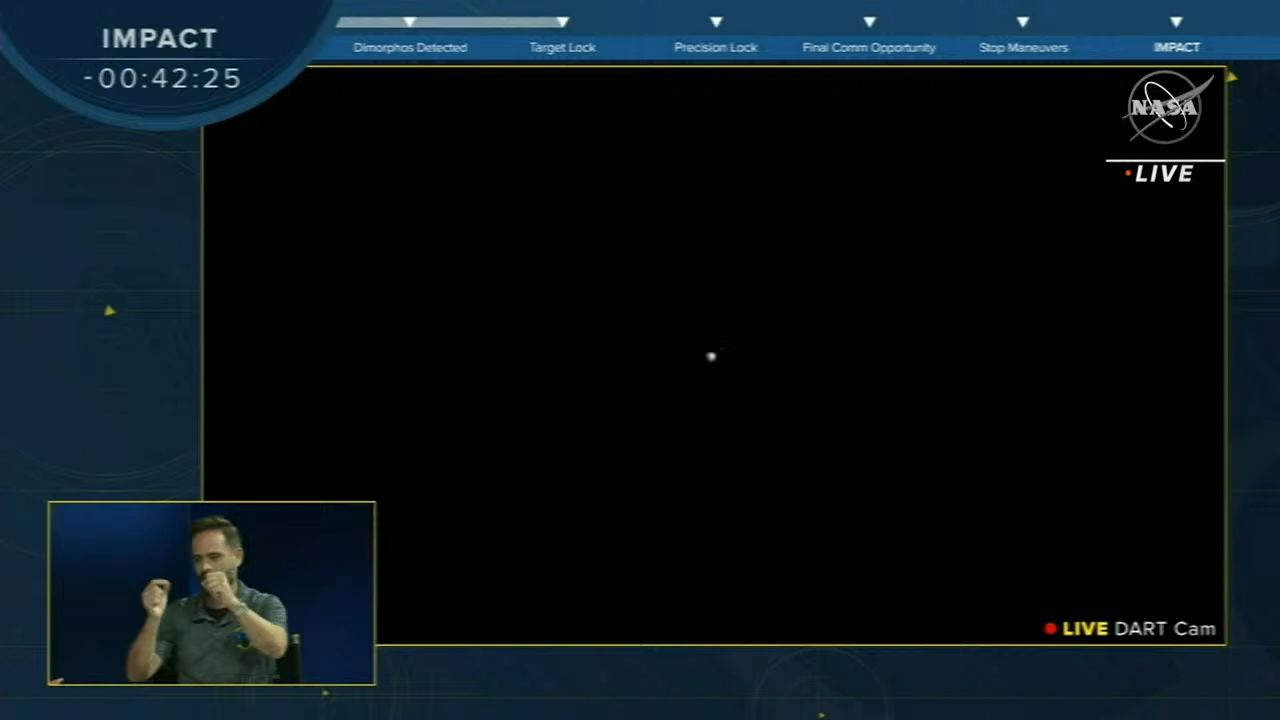 IMPACT
-00:42:25
Dimorphos Detected
Target Lock
Precision Lock
Final Comm Opportunity
Stop Maneuvers
IMPACT
NASA
LIVE
LIVE DART Cam